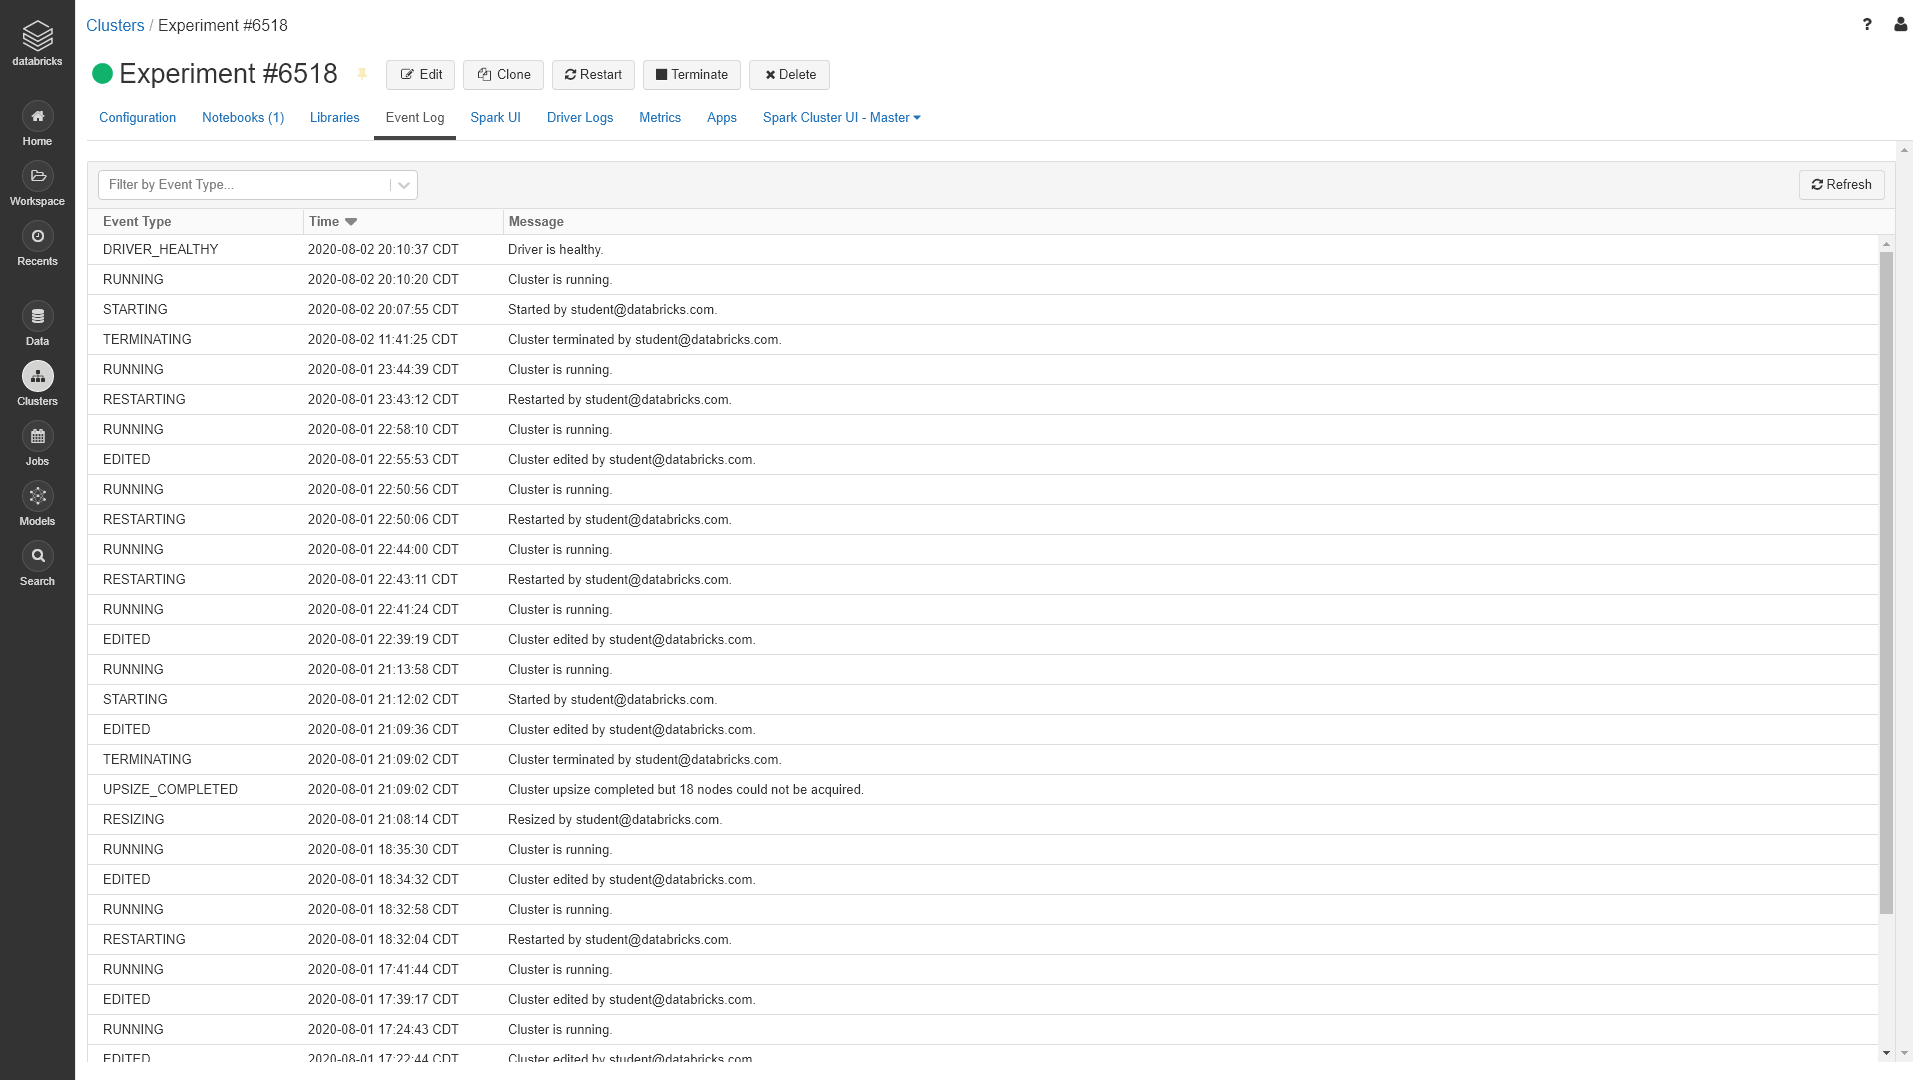 Clusters / Experiment #6518
?
databricks
Experiment #6518
Edit
Clone
Restart
Terminate
Delete
Configuration
Notebooks (1)
Libraries
Event Log
Spark UI
Driver Logs
Metrics
Apps
Spark Cluster UI - Master
Home
Workspace
Recents
Data
Clusters
Jobs
Models
Search
Filter by Event Type...
Refresh
Event Type Time Message
DRIVER_HEALTHY 2020-08-02 20:10:37 CDT Driver is healthy.
RUNNING 2020-08-02 20:10:20 CDT Cluster is running.
STARTING 2020-08-02 20:07:55 CDT Started by student@databricks.com.
TERMINATING 2020-08-02 11:41:25 CDT Cluster terminated by student@databricks.com.
RUNNING 2020-08-01 23:44:39 CDT Cluster is running.
RESTARTING 2020-08-01 23:43:12 CDT Restarted by student@databricks.com.
RUNNING 2020-08-01 22:58:10 CDT Cluster is running.
EDITED 2020-08-01 22:55:53 CDT Cluster edited by student@databricks.com.
RUNNING 2020-08-01 22:50:56 CDT Cluster is running.
RESTARTING 2020-08-01 22:50:06 CDT Restarted by student@databricks.com.
RUNNING 2020-08-01 22:44:00 CDT Cluster is running.
RESTARTING 2020-08-01 22:43:11 CDT Restarted by student@databricks.com.
RUNNING 2020-08-01 22:41:24 CDT Cluster is running.
EDITED 2020-08-01 22:39:19 CDT Cluster edited by student@databricks.com.
RUNNING 2020-08-01 21:13:58 CDT Cluster is running.
STARTING 2020-08-01 21:12:02 CDT Started by student@databricks.com.
EDITED 2020-08-01 21:09:36 CDT Cluster edited by student@databricks.com.
TERMINATING 2020-08-01 21:09:02 CDT Cluster terminated by student@databricks.com.
UPSIZE_COMPLETED 2020-08-01 21:09:02 CDT Cluster upsize completed but 18 nodes could not be acquired.
RESIZING 2020-08-01 21:08:14 CDT Resized by student@databricks.com.
RUNNING 2020-08-01 18:35:30 CDT Cluster is running.
EDITED 2020-08-01 18:34:32 CDT Cluster edited by student@databricks.com.
RUNNING 2020-08-01 18:32:58 CDT Cluster is running.
RESTARTING 2020-08-01 18:32:04 CDT Restarted by student@databricks.com.
RUNNING 2020-08-01 17:41:44 CDT Cluster is running.
EDITED 2020-08-01 17:39:17 CDT Cluster edited by student@databricks.com.
RUNNING 2020-08-01 17:24:43 CDT Cluster is running.
EDITED 2020-08-01 17:22:44 CDT Cluster edited by student@databricks.com.